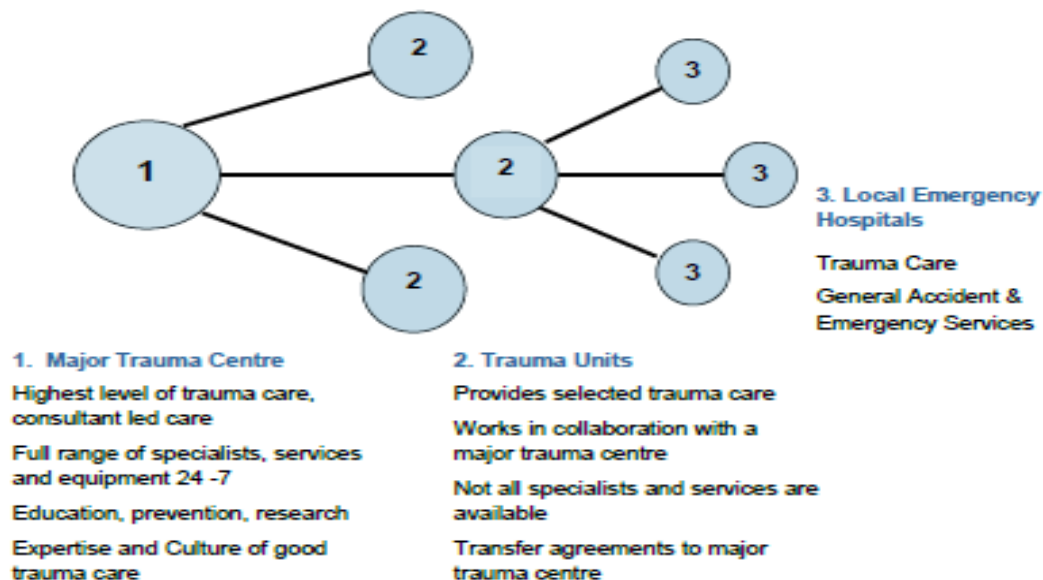 2
3
1
2
3
2
3
3. Local Emergency
Hospitals
Trauma Care
General Accident &
Emergency Services
1. Major Trauma Centre
Highest level of trauma care,
consultant led care
Full range of specialists, services
and equipment 24 -7
Education, prevention, research
Expertise and Culture of good
trauma care
2. Trauma Units
Provides selected trauma care
Works in collaboration with a
major trauma centre
Not all specialists and services are
available
Transfer agreements to major
trauma centre